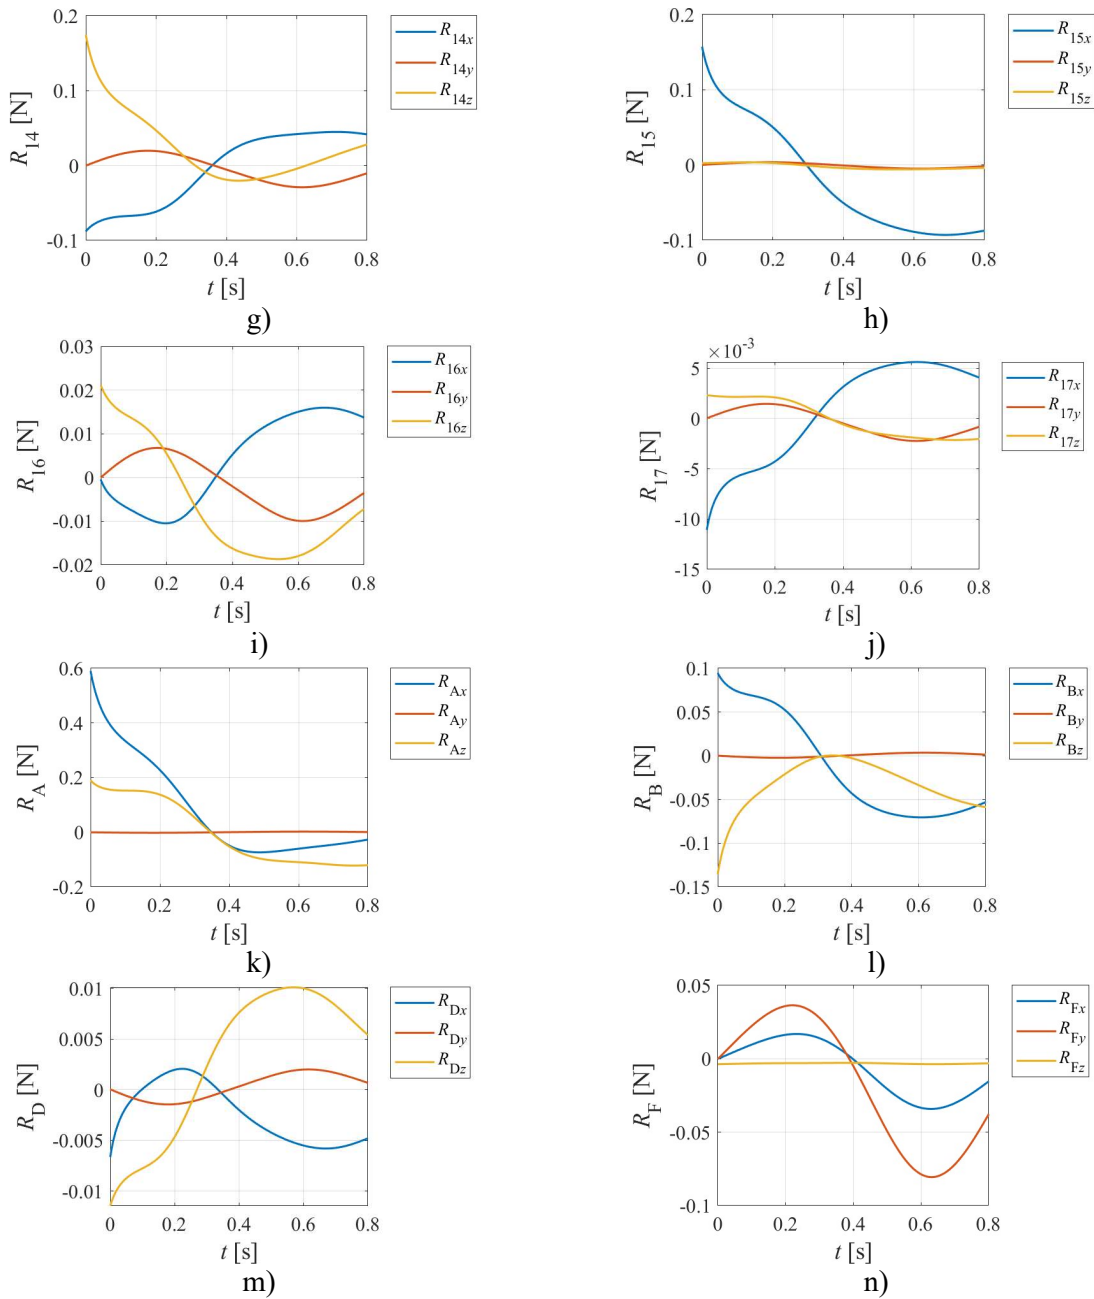 0.2
0.1
0
-0.1
R14 [N]
0 0.2 0.4 0.6 0.8
t [s]
R14x
R14y
R14z
g)
0.2
0.1
0
-0.1
R15 [N]
0 0.2 0.4 0.6 0.8
t [s]
R15x
R15y
R15z
h)
0.03
0.02
0.01
0
-0.01
-0.02
R16 [N]
0 0.2 0.4 0.6 0.8
t [s]
R16x
R16y
R16z
i)
×10-3
5
0
-5
-10
-15
R17 [N]
0 0.2 0.4 0.6 0.8
t [s]
R17x
R17y
R17z
j)
0.6
0.4
0.2
0
-0.2
RA [N]
0 0.2 0.4 0.6 0.8
t [s]
RAx
RAy
RAz
k)
0.1
0.05
0
-0.05
-0.1
-0.15
RB [N]
0 0.2 0.4 0.6 0.8
t [s]
RBx
RBy
RBz
l)
0.01
0.005
0
-0.005
-0.01
RD [N]
0 0.2 0.4 0.6 0.8
t [s]
RDx
RDy
RDz
m)
0.05
0
-0.05
-0.1
RF [N]
0 0.2 0.4 0.6 0.8
t [s]
RFx
RFy
RFz
n)